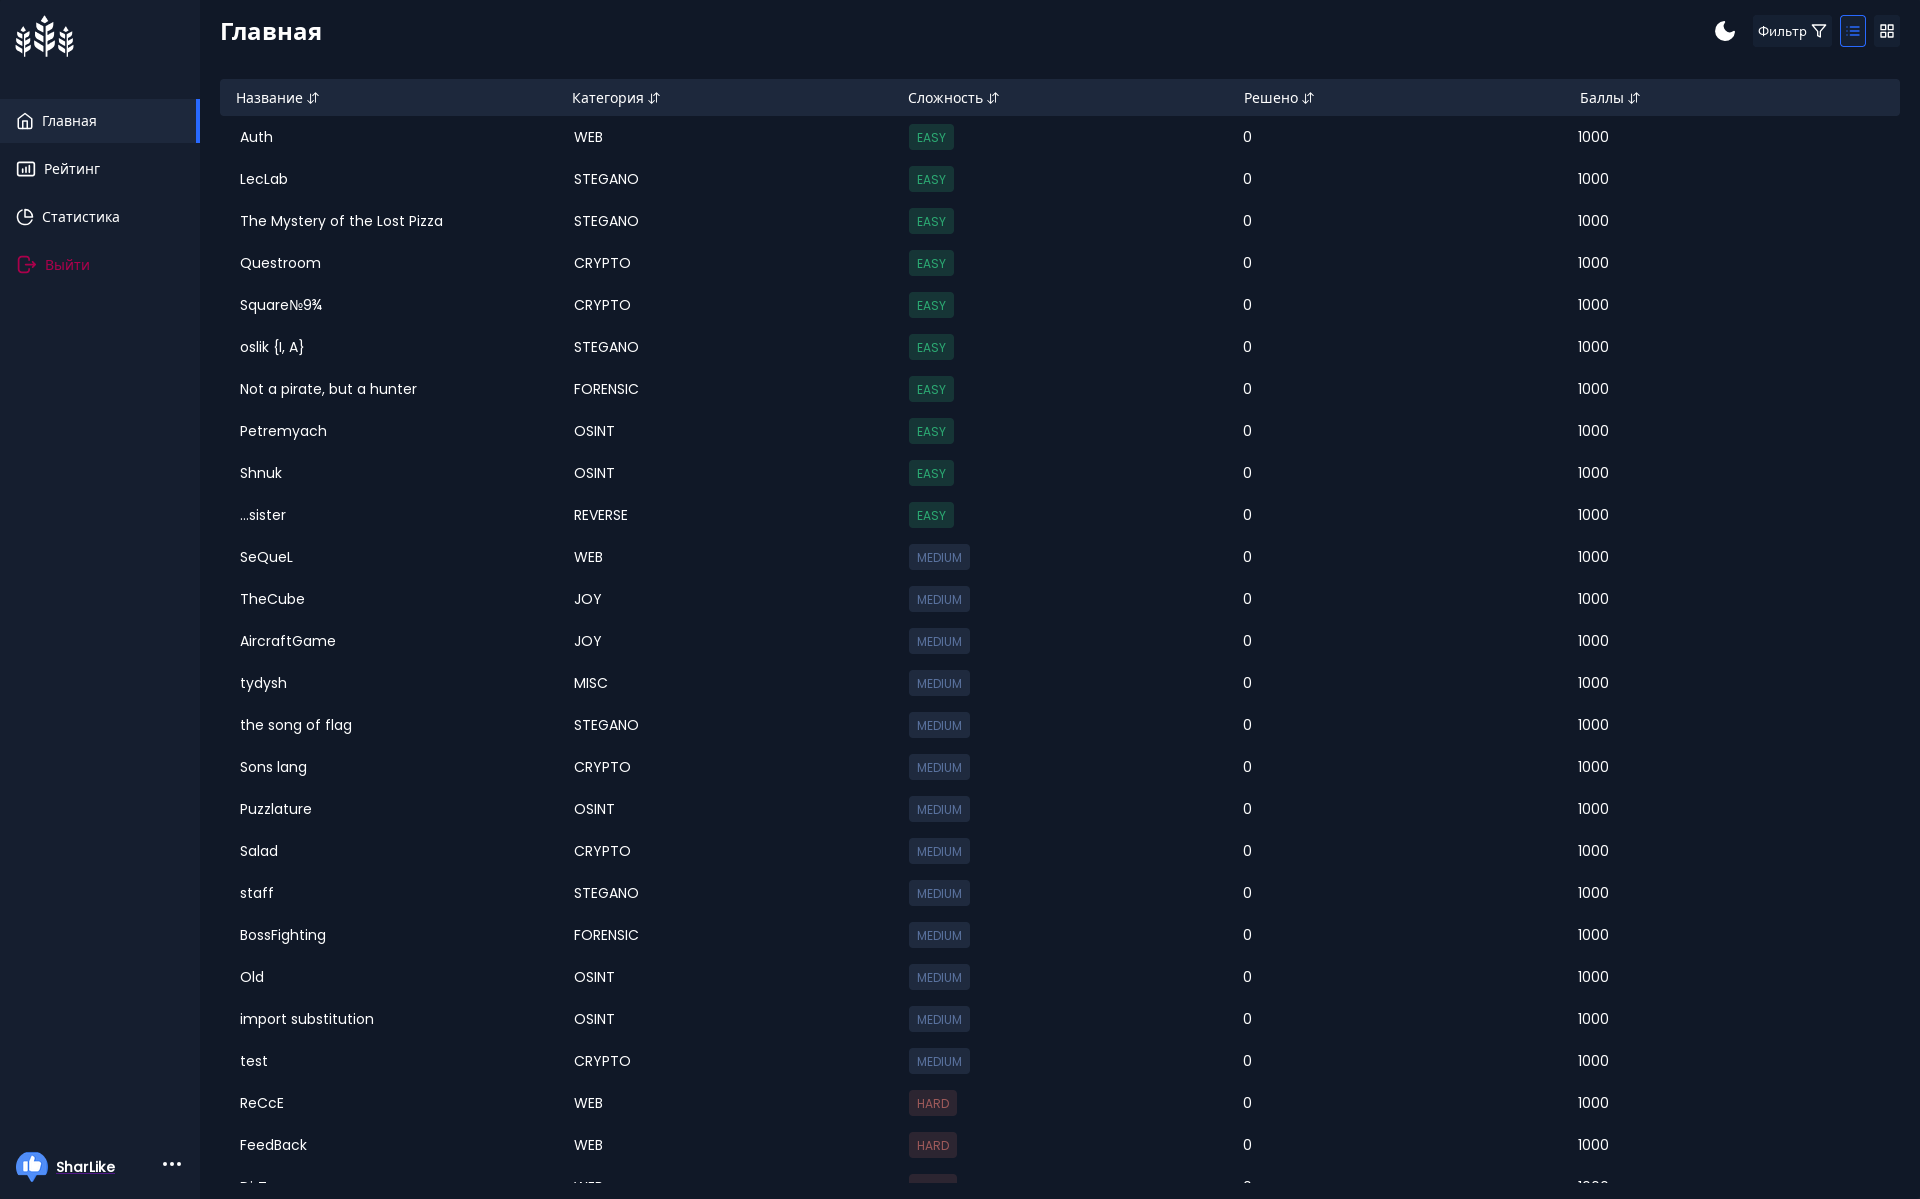 Главная
Фильтр
Главная
Рейтинг
Статистика
Выйти
Название Категория Сложность Решено Баллы
Auth WEB EASY 0 1000
LecLab STEGANO EASY 0 1000
The Mystery of the Lost Pizza STEGANO EASY 0 1000
Questroom CRYPTO EASY 0 1000
Square№9¾ CRYPTO EASY 0 1000
oslik {I, A} STEGANO EASY 0 1000
Not a pirate, but a hunter FORENSIC EASY 0 1000
Petremyach OSINT EASY 0 1000
Shnuk OSINT EASY 0 1000
...sister REVERSE EASY 0 1000
SeQueL WEB MEDIUM 0 1000
TheCube JOY MEDIUM 0 1000
AircraftGame JOY MEDIUM 0 1000
tydysh MISC MEDIUM 0 1000
the song of flag STEGANO MEDIUM 0 1000
Sons lang CRYPTO MEDIUM 0 1000
Puzzlature OSINT MEDIUM 0 1000
Salad CRYPTO MEDIUM 0 1000
staff STEGANO MEDIUM 0 1000
BossFighting FORENSIC MEDIUM 0 1000
Old OSINT MEDIUM 0 1000
import substitution OSINT MEDIUM 0 1000
test CRYPTO MEDIUM 0 1000
ReCcE WEB HARD 0 1000
FeedBack WEB HARD 0 1000
SharLike